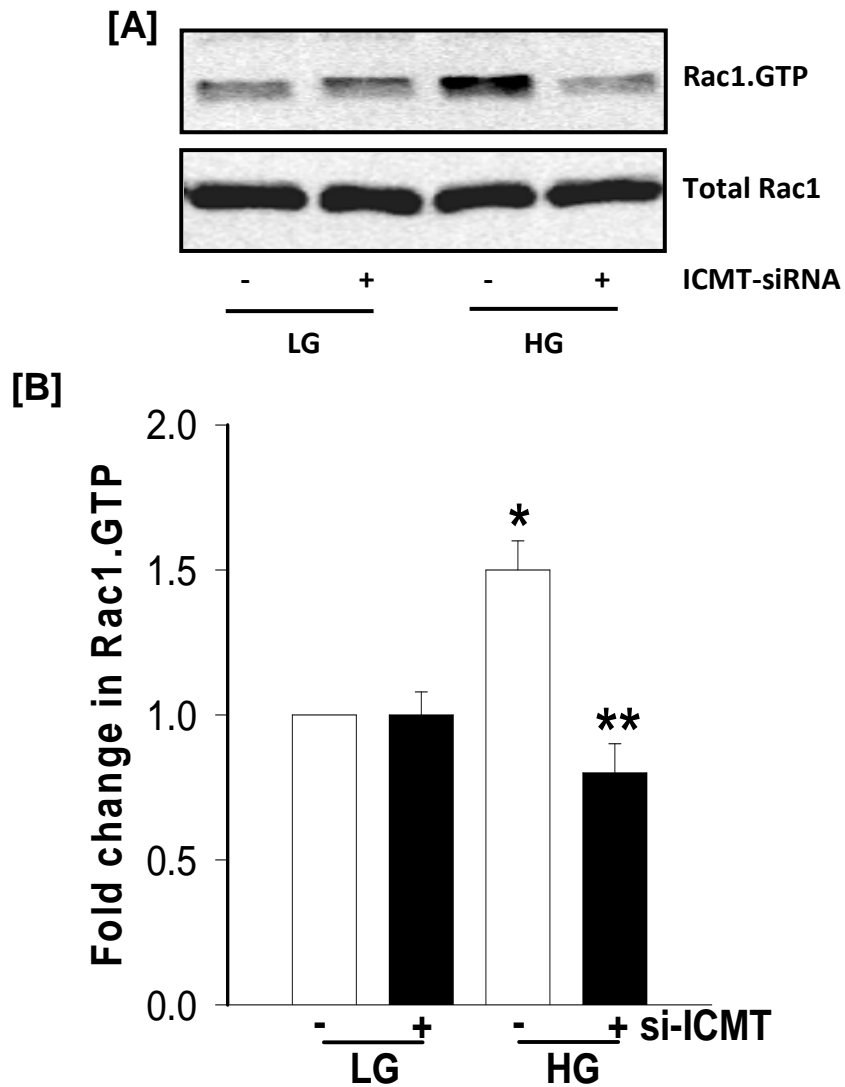 [A]
Rac1.GTP
Total Rac1
- + - + ICMT-siRNA
LG HG
[B]
Fold change in Rac1.GTP
2.0
*
1.5
**
1.0
0.5
0.0
- + - + si-ICMT
LG HG